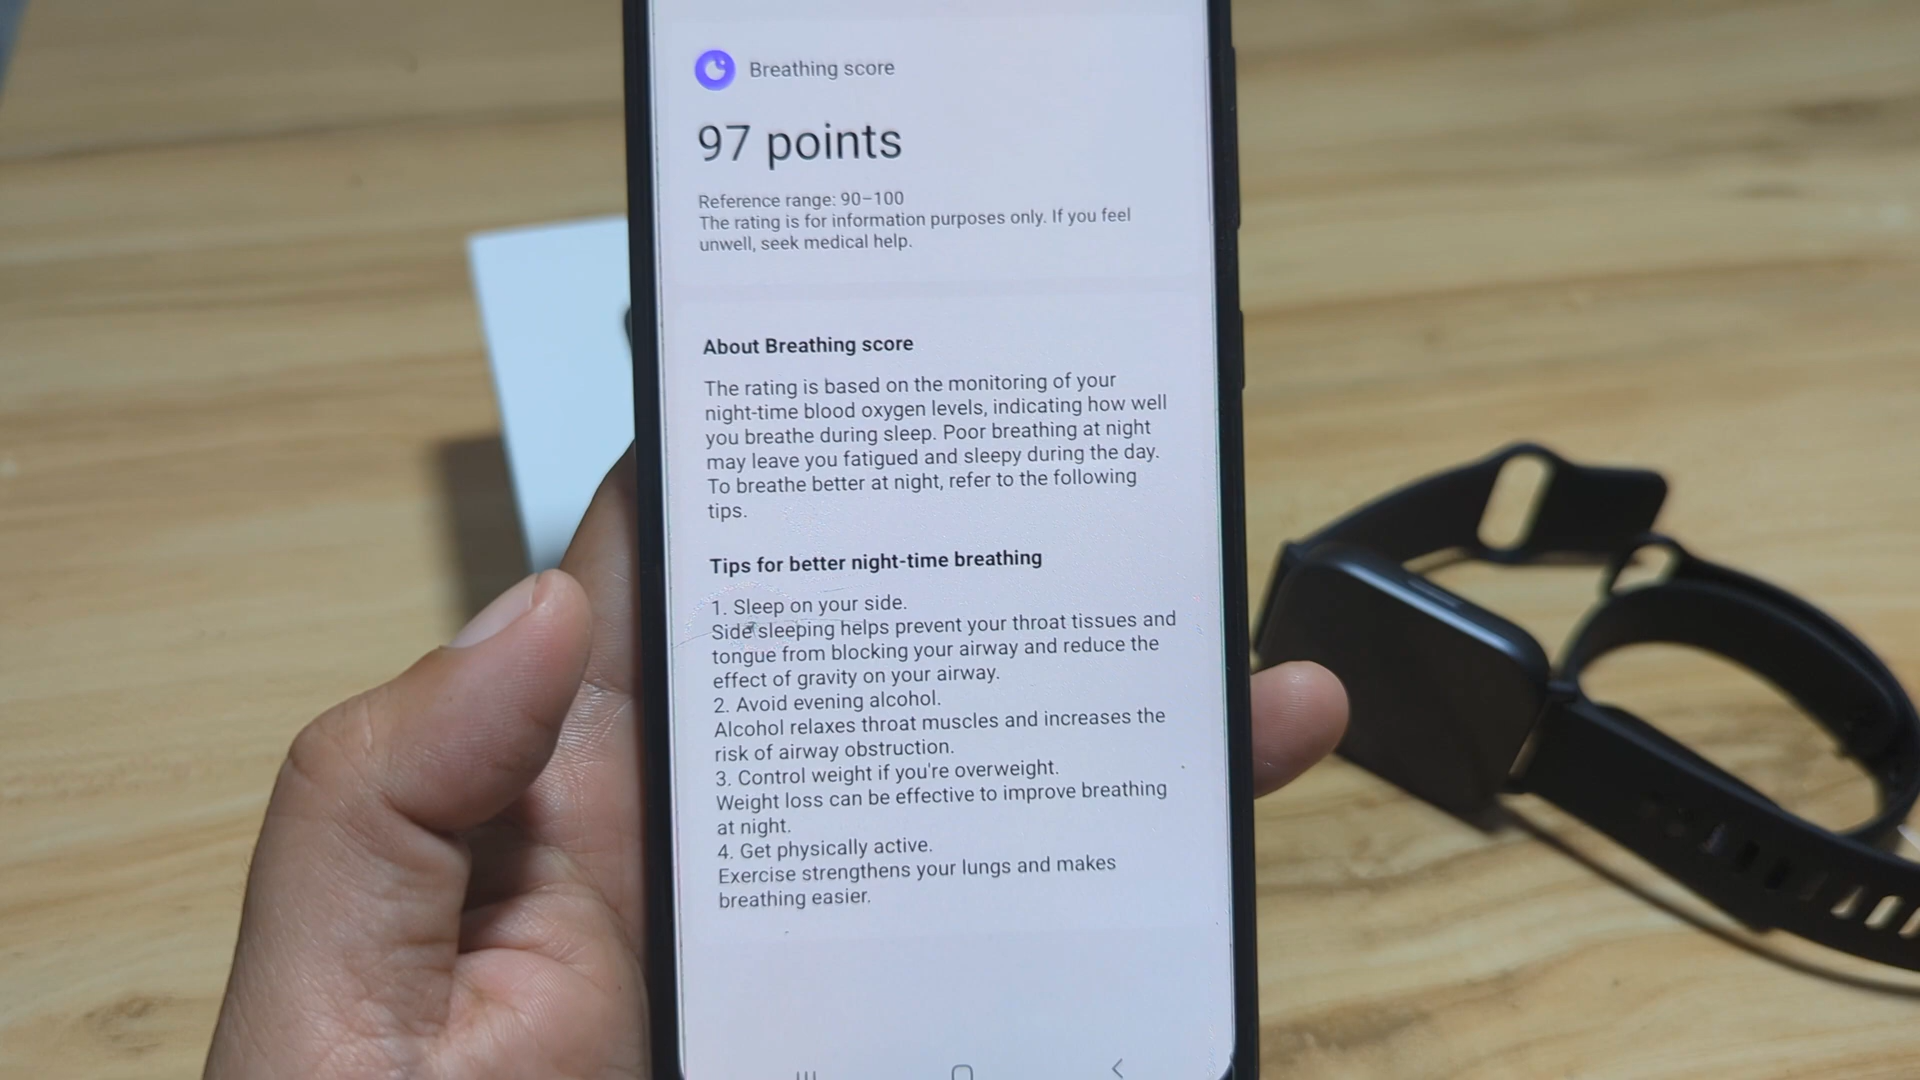 Breathing score
97 points
Reference range: 90–100
The rating is for information purposes only. If you feel
unwell, seek medical help.
About Breathing score
The rating is based on the monitoring of your
night-time blood oxygen levels, indicating how well
you breathe during sleep. Poor breathing at night
may leave you fatigued and sleepy during the day.
To breathe better at night, refer to the following
tips.
Tips for better night-time breathing
1. Sleep on your side.
Side sleeping helps prevent your throat tissues and
tongue from blocking your airway and reduce the
effect of gravity on your airway.
2. Avoid evening alcohol.
Alcohol relaxes throat muscles and increases the
risk of airway obstruction.
3. Control weight if you're overweight.
Weight loss can be effective to improve breathing
at night.
4. Get physically active.
Exercise strengthens your lungs and makes
breathing easier.